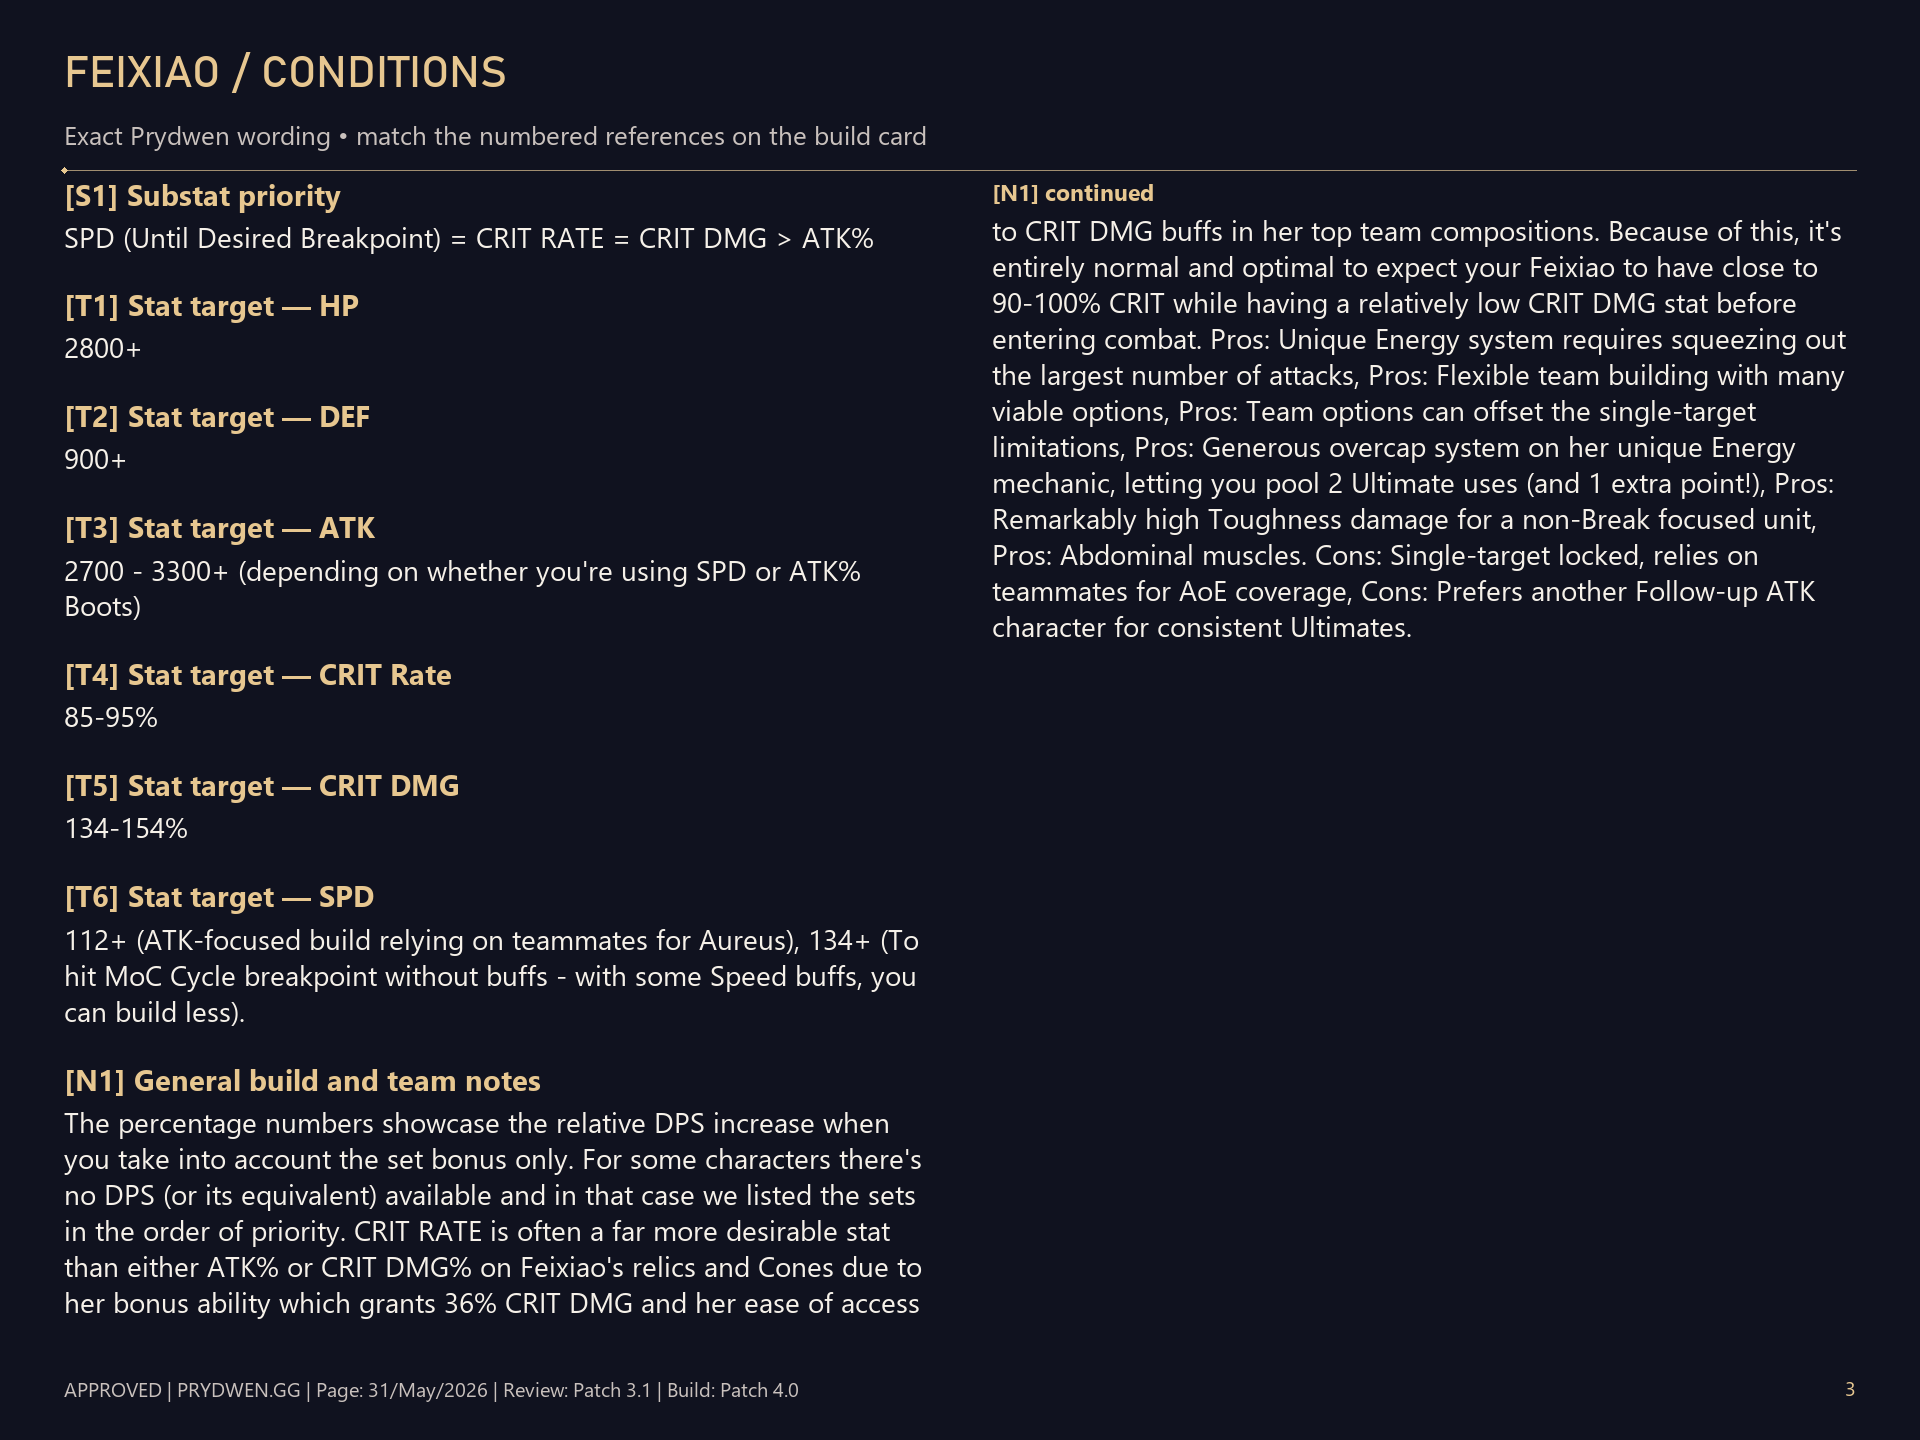 FEIXIAO / CONDITIONS
Exact Prydwen wording • match the numbered references on the build card
[S1] Substat priority
SPD (Until Desired Breakpoint) = CRIT RATE = CRIT DMG > ATK%
[T1] Stat target — HP
2800+
[T2] Stat target — DEF
900+
[T3] Stat target — ATK
2700 - 3300+ (depending on whether you're using SPD or ATK%
Boots)
[T4] Stat target — CRIT Rate
85-95%
[T5] Stat target — CRIT DMG
134-154%
[T6] Stat target — SPD
112+ (ATK-focused build relying on teammates for Aureus), 134+ (To
hit MoC Cycle breakpoint without buffs - with some Speed buffs, you
can build less).
[N1] General build and team notes
The percentage numbers showcase the relative DPS increase when
you take into account the set bonus only. For some characters there's
no DPS (or its equivalent) available and in that case we listed the sets
in the order of priority. CRIT RATE is often a far more desirable stat
than either ATK% or CRIT DMG% on Feixiao's relics and Cones due to
her bonus ability which grants 36% CRIT DMG and her ease of access
[N1] continued
to CRIT DMG buffs in her top team compositions. Because of this, it's
entirely normal and optimal to expect your Feixiao to have close to
90-100% CRIT while having a relatively low CRIT DMG stat before
entering combat. Pros: Unique Energy system requires squeezing out
the largest number of attacks, Pros: Flexible team building with many
viable options, Pros: Team options can offset the single-target
limitations, Pros: Generous overcap system on her unique Energy
mechanic, letting you pool 2 Ultimate uses (and 1 extra point!), Pros:
Remarkably high Toughness damage for a non-Break focused unit,
Pros: Abdominal muscles. Cons: Single-target locked, relies on
teammates for AoE coverage, Cons: Prefers another Follow-up ATK
character for consistent Ultimates.
APPROVED | PRYDWEN.GG | Page: 31/May/2026 | Review: Patch 3.1 | Build: Patch 4.0
3